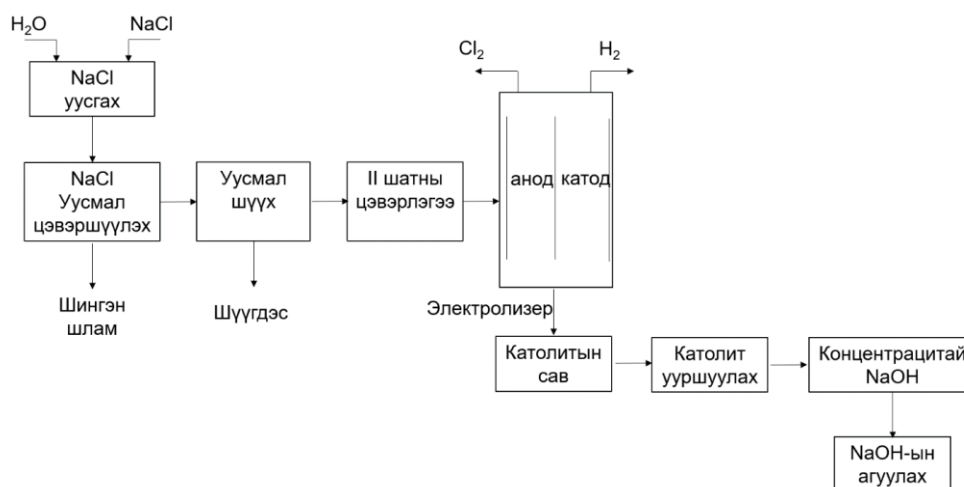 H₂O
NaCl
NaCl
уусгах
NaCl
Уусмал
цэвэршүүлэх
Уусмал
шүүх
II шатны
цэвэрлэгээ
Cl₂
H₂
анод
катод
Шингэн
шлам
Шүүгдэс
Электролизер
Католитын
сав
Католит
ууршуулах
Концентрацитай
NaOH
NaOH-ын
агуулах